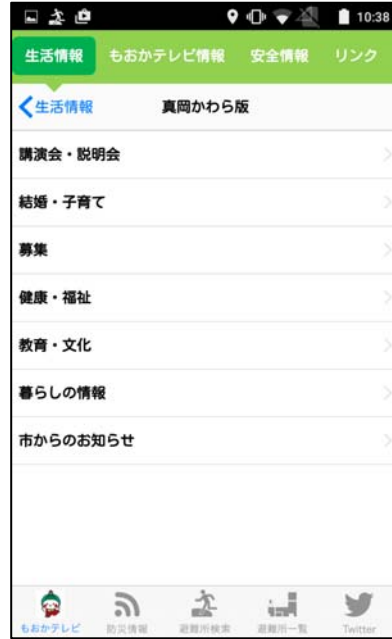 10:38
生活情報 もおかテレビ情報 安全情報 リンク
生活情報 真岡かわら版
講演会・説明会
結婚・子育て
募集
健康・福祉
教育・文化
暮らしの情報
市からのお知らせ
もおかテレビ 防災情報 避難所検索 避難所一覧 Twitter